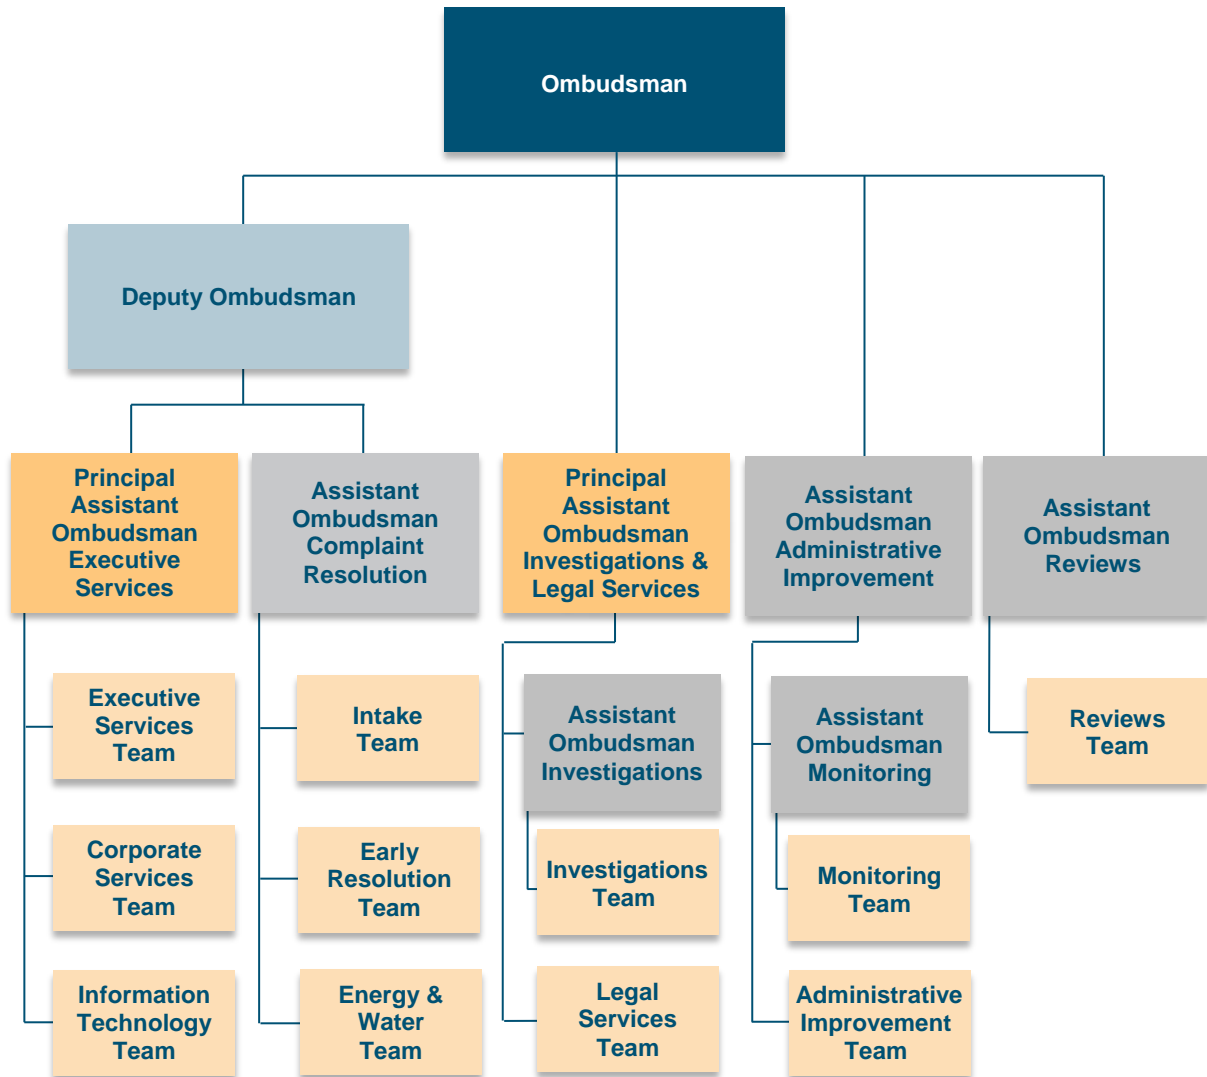 Ombudsman
Deputy Ombudsman
Principal
Assistant
Ombudsman
Executive
Services
Assistant
Ombudsman
Complaint
Resolution
Principal
Assistant
Ombudsman
Investigations &
Legal Services
Assistant
Ombudsman
Administrative
Improvement
Assistant
Ombudsman
Reviews
Executive
Services
Team
Intake
Team
Assistant
Ombudsman
Investigations
Assistant
Ombudsman
Monitoring
Reviews
Team
Corporate
Services
Team
Early
Resolution
Team
Investigations
Team
Monitoring
Team
Information
Technology
Team
Energy &
Water
Team
Legal
Services
Team
Administrative
Improvement
Team